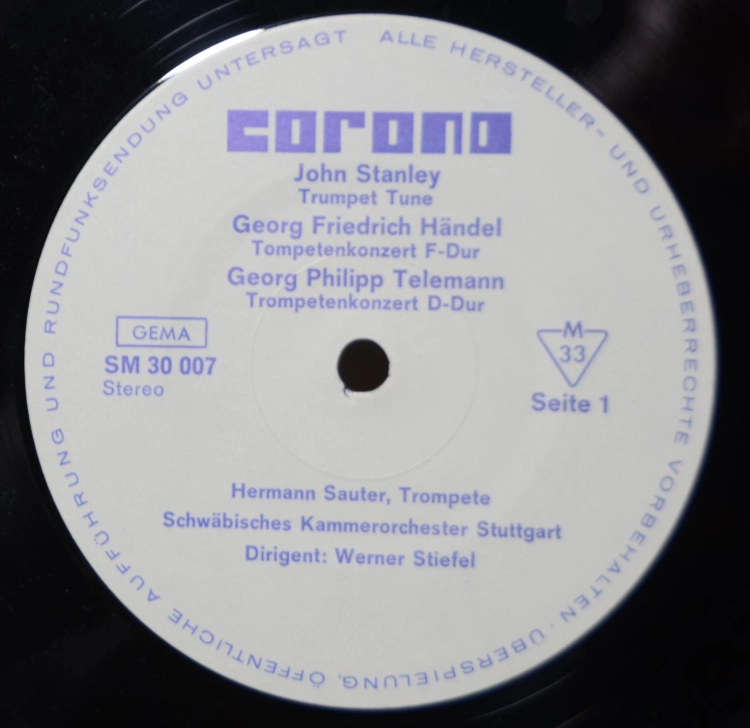 corona
John Stanley
Trumpet Tune
Georg Friedrich Händel
Tompetenkonzert F-Dur
Georg Philipp Telemann
Trompetenkonzert D-Dur
GEMA
SM 30 007
Stereo
M
33
Seite 1
Hermann Sauter, Trompete
Schwäbisches Kammerorchester Stuttgart
Dirigent: Werner Stiefel
ALLE HERSTELLER- UND URHEBERRECHTE VORBEHALTEN · ÜBERSPIELUNG, ÖFFENTLICHE AUFFÜHRUNG UND RUNDFUNKSENDUNG UNTERSAGT